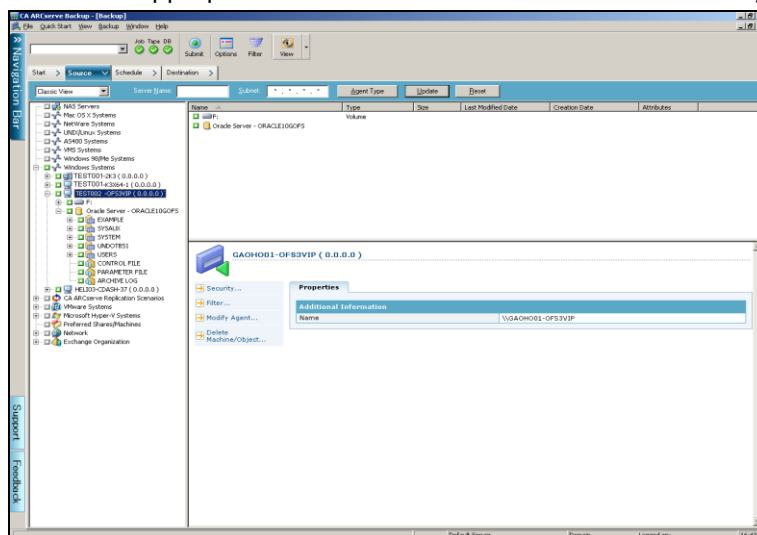 CA ARCserve Backup - [Backup]
File Quick Start View Backup Window Help
Job Tape DB
Submit Options Filter View
Start > Source Schedule > Destination >
Classic View Server Name: Subnet: Agent Type Update Reset
Navigation Bar
NAS Servers
Mac OS X Systems
NetWare Systems
UNIX/Linux Systems
AS400 Systems
VMS Systems
Windows 98/Me Systems
Windows Systems
TEST001-2K3 ( 0.0.0.0 )
TEST001-K3X64-1 ( 0.0.0.0 )
TEST002 -OFS3VIP ( 0.0.0.0 )
F:
Oracle Server - ORACLE10GOFS
EXAMPLE
SYSAUX
SYSTEM
UNDOTBS1
USERS
CONTROL FILE
PARAMETER FILE
ARCHIVE LOG
HELI03-CDASH-37 ( 0.0.0.0 )
CA ARCserve Replication Scenarios
VMware Systems
Microsoft Hyper-V Systems
Preferred Shares/Machines
Network
Exchange Organization
Name Type Size Last Modified Date Creation Date Attributes
F: Volume
Oracle Server - ORACLE10GOFS
GAOHO01-OFS3VIP ( 0.0.0.0 )
Security...
Filter...
Modify Agent...
Delete
Machine/Object...
Properties
Additional Information
Name \\GAOHO01-OFS3VIP
Support
Feedback